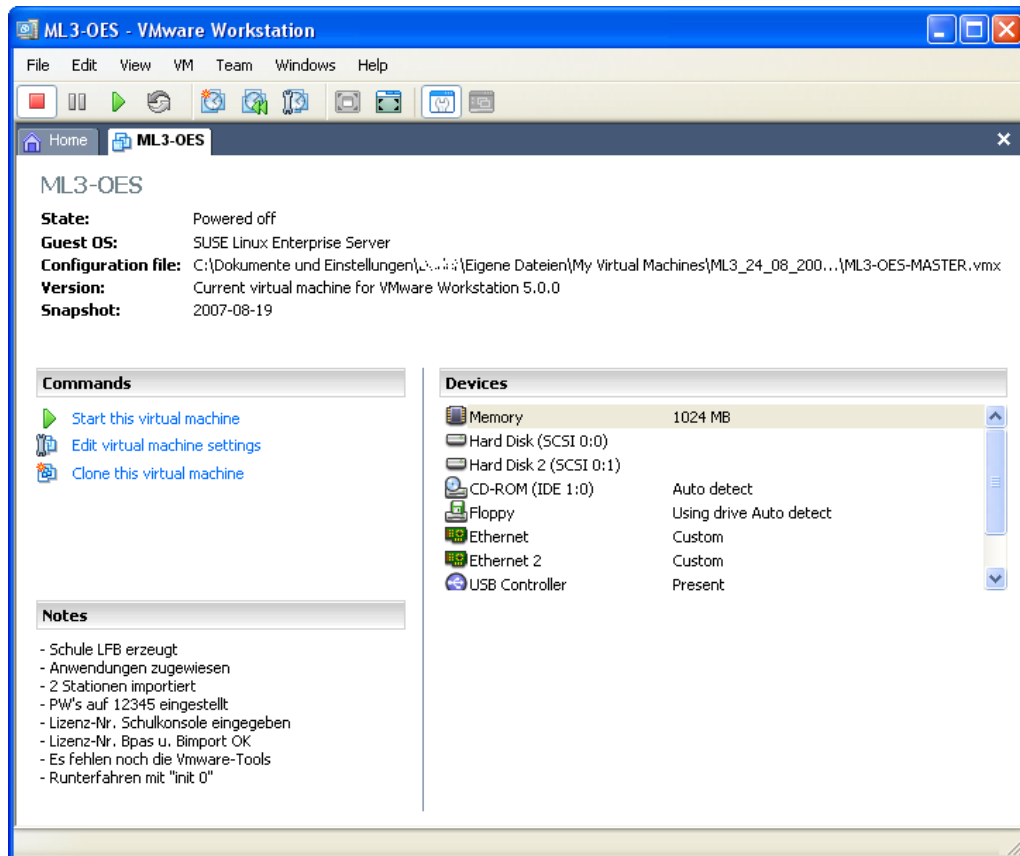 ML3-OES - VMware Workstation
File Edit View VM Team Windows Help
Home ML3-OES
ML3-OES
State: Powered off
Guest OS: SUSE Linux Enterprise Server
Configuration file: C:\Dokumente und Einstellungen\ \Eigene Dateien\My Virtual Machines\ML3_24_08_200...\ML3-OES-MASTER.vmx
Version: Current virtual machine for VMware Workstation 5.0.0
Snapshot: 2007-08-19
Commands
Start this virtual machine
Edit virtual machine settings
Clone this virtual machine
Notes
- Schule LFB erzeugt
- Anwendungen zugewiesen
- 2 Stationen importiert
- PW's auf 12345 eingestellt
- Lizenz-Nr. Schulkonsole eingegeben
- Lizenz-Nr. Bpas u. Bimport OK
- Es fehlen noch die Vmware-Tools
- Runterfahren mit "init 0"
Devices
Memory 1024 MB
Hard Disk (SCSI 0:0)
Hard Disk 2 (SCSI 0:1)
CD-ROM (IDE 1:0) Auto detect
Floppy Using drive Auto detect
Ethernet Custom
Ethernet 2 Custom
USB Controller Present